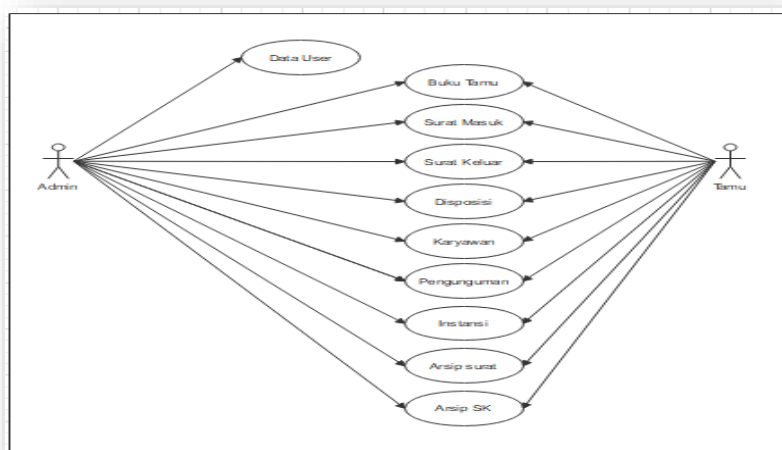 Data User
Buku Tamu
Surat Masuk
Surat Keluar
Admin
Tamu
Disposisi
Karyawan
Pengunguman
Instansi
Arsip surat
Arsip SK